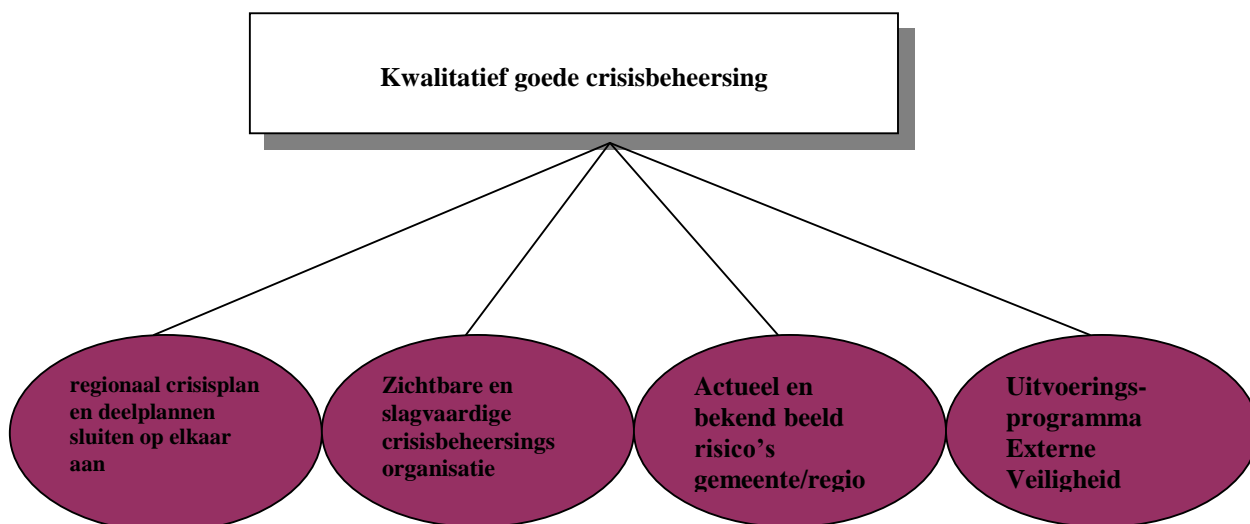 Kwalitatief goede crisisbeheersing
regionaal crisisplan
en deelplannen
sluiten op elkaar
aan
Zichtbare en
slagvaardige
crisisbeheersings
organisatie
Actueel en
bekend beeld
risico's
gemeente/regio
Uitvoerings-
programma
Externe
Veiligheid